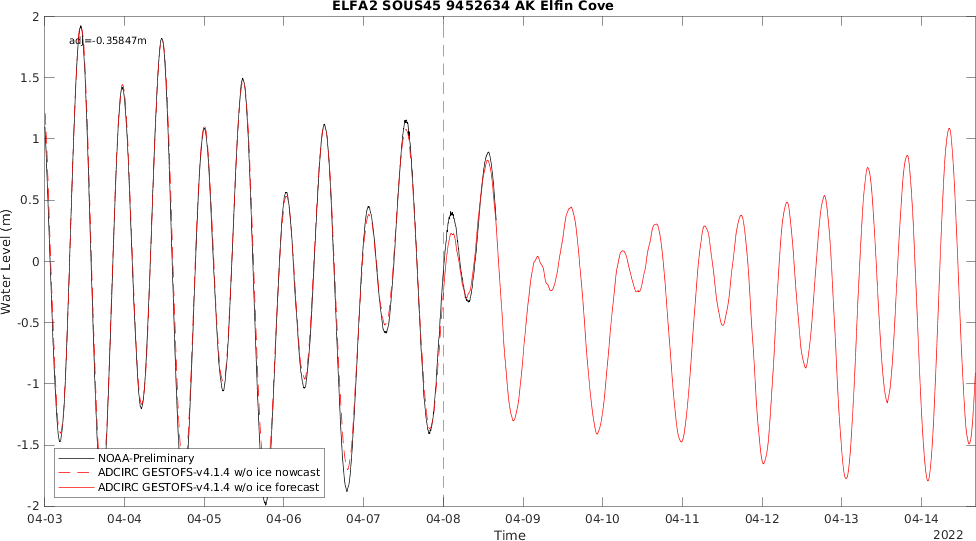 ELFA2 SOUS45 9452634 AK Elfin Cove
adj=-0.35847m
2
1.5
1
0.5
0
-0.5
-1
-1.5
-2
Water Level (m)
NOAA-Preliminary
ADCIRC GESTOFS-v4.1.4 w/o ice nowcast
ADCIRC GESTOFS-v4.1.4 w/o ice forecast
04-03 04-04 04-05 04-06 04-07 04-08 04-09 04-10 04-11 04-12 04-13 04-14
Time
2022